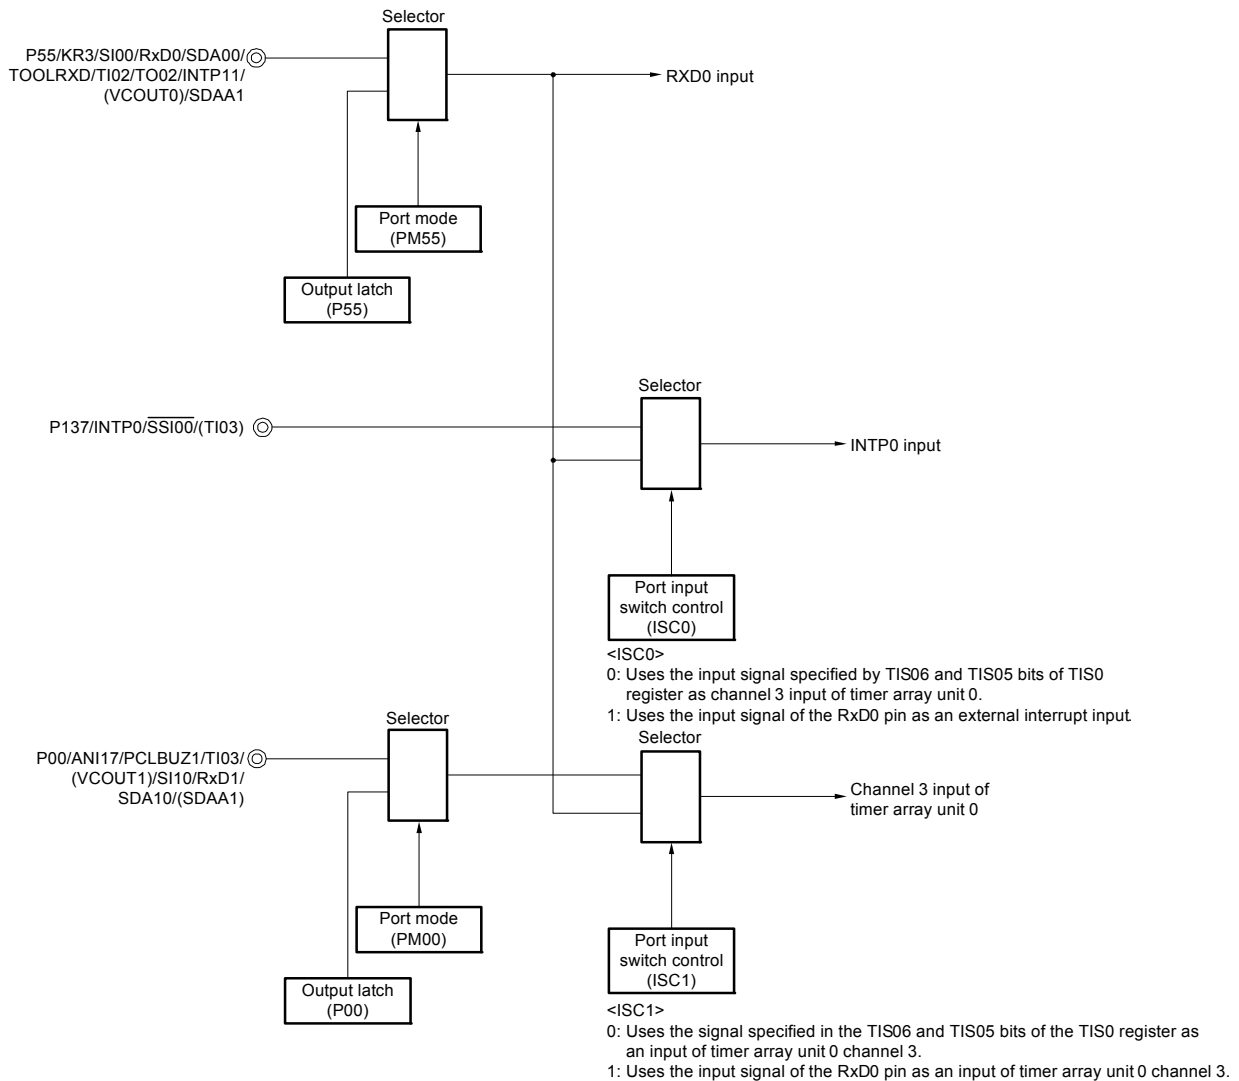 Selector
P55/KR3/SI00/RxD0/SDA00/
TOOLRXD/TI02/TO02/INTP11/
(VCOUT0)/SDAA1
RXD0 input
Port mode
(PM55)
Output latch
(P55)
Selector
P137/INTP0/SSI00/(TI03)
INTP0 input
Port input
switch control
(ISC0)
<ISC0>
0: Uses the input signal specified by TIS06 and TIS05 bits of TIS0
register as channel 3 input of timer array unit 0.
1: Uses the input signal of the RxD0 pin as an external interrupt input.
Selector
Selector
P00/ANI17/PCLBUZ1/TI03/
(VCOUT1)/SI10/RxD1/
SDA10/(SDAA1)
Channel 3 input of
timer array unit 0
Port mode
(PM00)
Output latch
(P00)
Port input
switch control
(ISC1)
<ISC1>
0: Uses the signal specified in the TIS06 and TIS05 bits of the TIS0 register as
an input of timer array unit 0 channel 3.
1: Uses the input signal of the RxD0 pin as an input of timer array unit 0 channel 3.